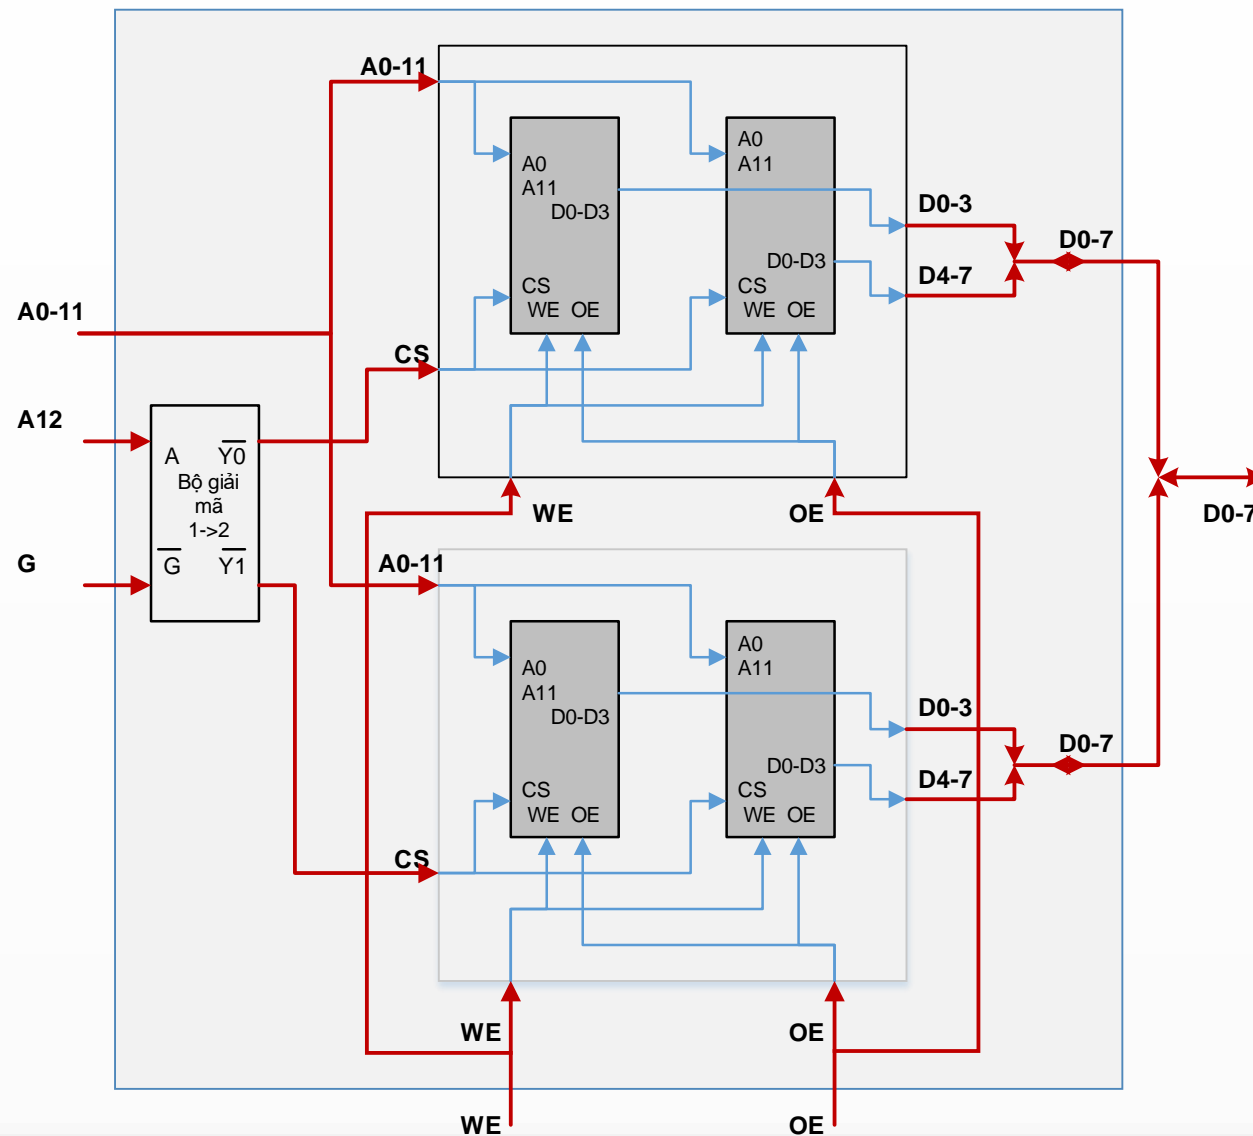 A0-11
A0
A11
D0-D3
CS
WE OE
A0
A11
D0-D3
CS
WE OE
D0-3
D4-7
D0-7
A0-11
CS
A12
A
Y0
Bộ giải
mã
1->2
G
Y1
G
WE
OE
D0-7
A0-11
A0
A11
D0-D3
CS
WE OE
A0
A11
D0-D3
CS
WE OE
D0-3
D4-7
D0-7
CS
WE
OE
WE
OE